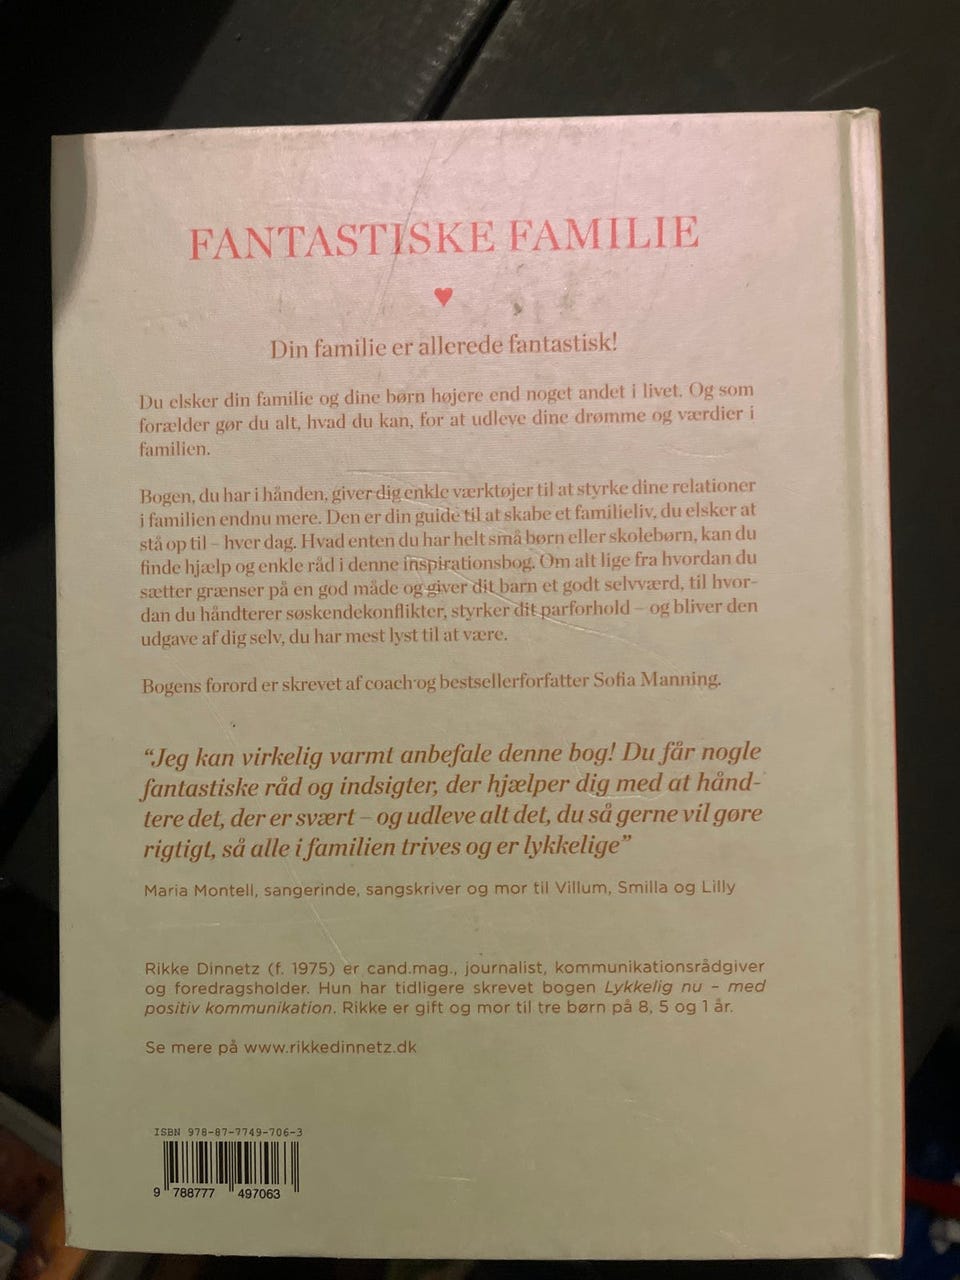 FANTASTISKE FAMILIE
♥
Din familie er allerede fantastisk!
Du elsker din familie og dine børn højere end noget andet i livet. Og som
forælder gør du alt, hvad du kan, for at udleve dine drømme og værdier i
familien.
Bogen, du har i hånden, giver dig enkle værktøjer til at styrke dine relationer
i familien endnu mere. Den er din guide til at skabe et familieliv, du elsker at
stå op til – hver dag. Hvad enten du har helt små børn eller skolebørn, kan du
finde hjælp og enkle råd i denne inspirationsbog. Om alt lige fra hvordan du
sætter grænser på en god måde og giver dit barn et godt selvværd, til hvor-
dan du håndterer søskendekonflikter, styrker dit parforhold – og bliver den
udgave af dig selv, du har mest lyst til at være.
Bogens forord er skrevet af coach og bestsellerforfatter Sofia Manning.
“Jeg kan virkelig varmt anbefale denne bog! Du får nogle
fantastiske råd og indsigter, der hjælper dig med at hånd-
tere det, der er svært – og udleve alt det, du så gerne vil gøre
rigtigt, så alle i familien trives og er lykkelige”
Maria Montell, sangerinde, sangskriver og mor til Villum, Smilla og Lilly
Rikke Dinnetz (f. 1975) er cand.mag., journalist, kommunikationsrådgiver
og foredragsholder. Hun har tidligere skrevet bogen Lykkelig nu – med
positiv kommunikation. Rikke er gift og mor til tre børn på 8, 5 og 1 år.
Se mere på www.rikkedinnetz.dk
ISBN 978-87-7749-706-3
9 788777 497063